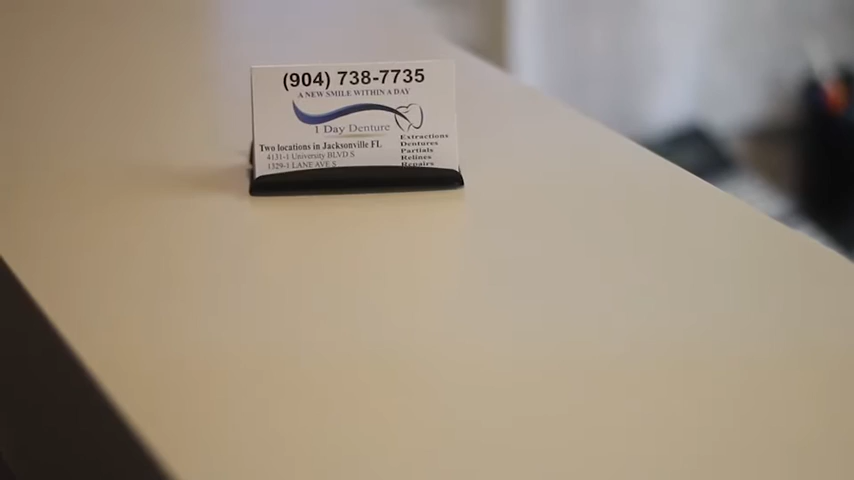 (904) 738-7735
A NEW SMILE WITHIN A DAY
1 Day Denture
Extractions
Dentures
Partials
Relines
Repairs
Two locations in Jacksonville FL
4131-1 University BLVD S
1329-1 LANE AVE S